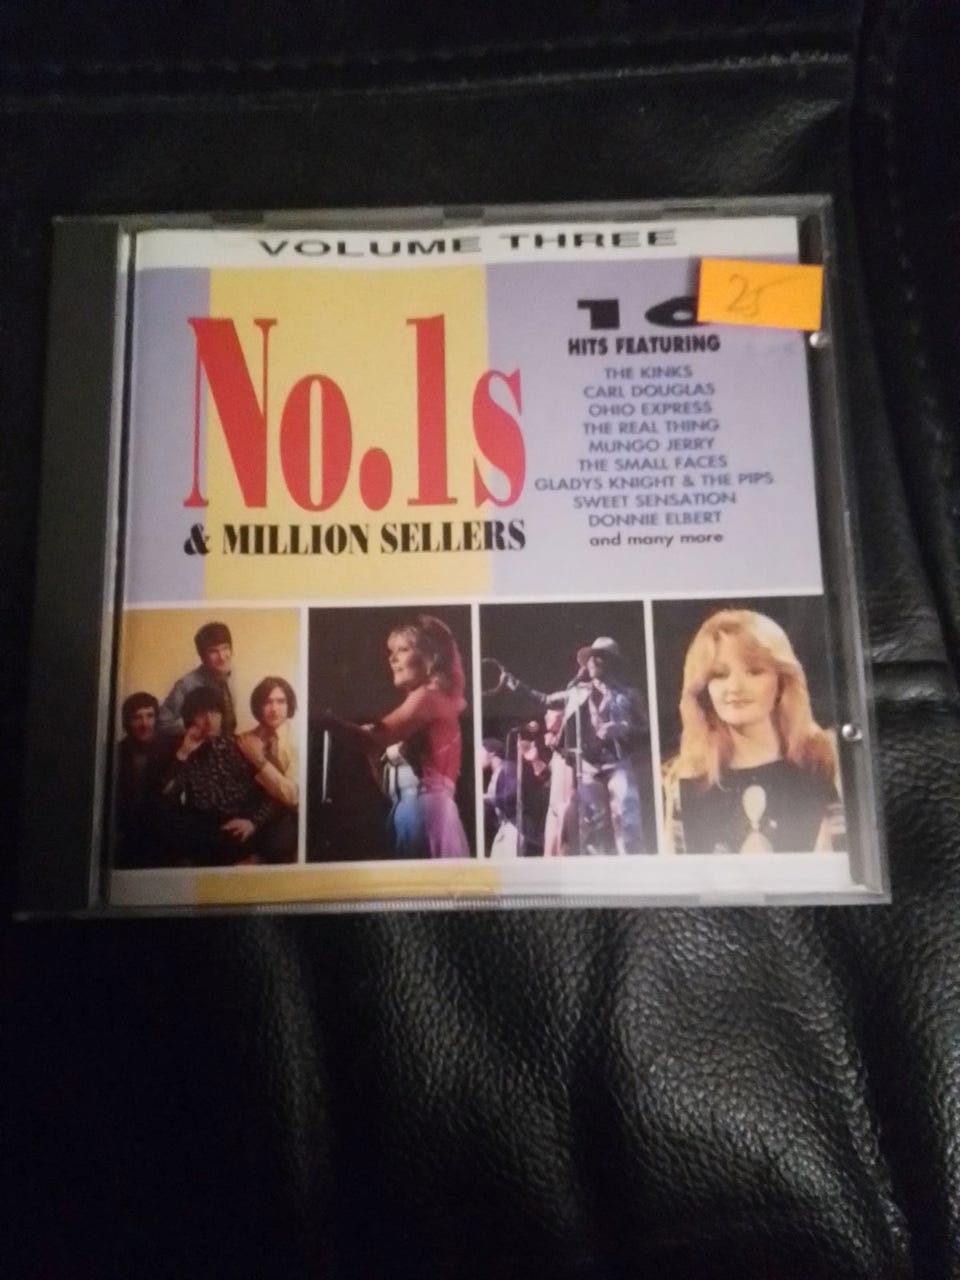 VOLUME THREE
No.1s
& MILLION SELLERS
16
25
HITS FEATURING
THE KINKS
CARL DOUGLAS
OHIO EXPRESS
THE REAL THING
MUNGO JERRY
THE SMALL FACES
GLADYS KNIGHT & THE PIPS
SWEET SENSATION
DONNIE ELBERT
and many more